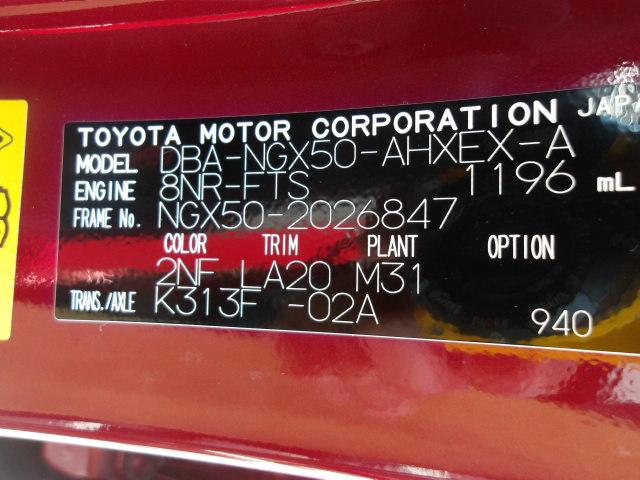 TOYOTA MOTOR CORPORATION JAPA
MODEL DBA-NGX50-AHXEX-A
ENGINE 8NR-FTS 1196 mL
FRAME No. NGX50-2026847
COLOR TRIM PLANT OPTION
2NF LA20 M31
TRANS./AXLE K313F -02A
940